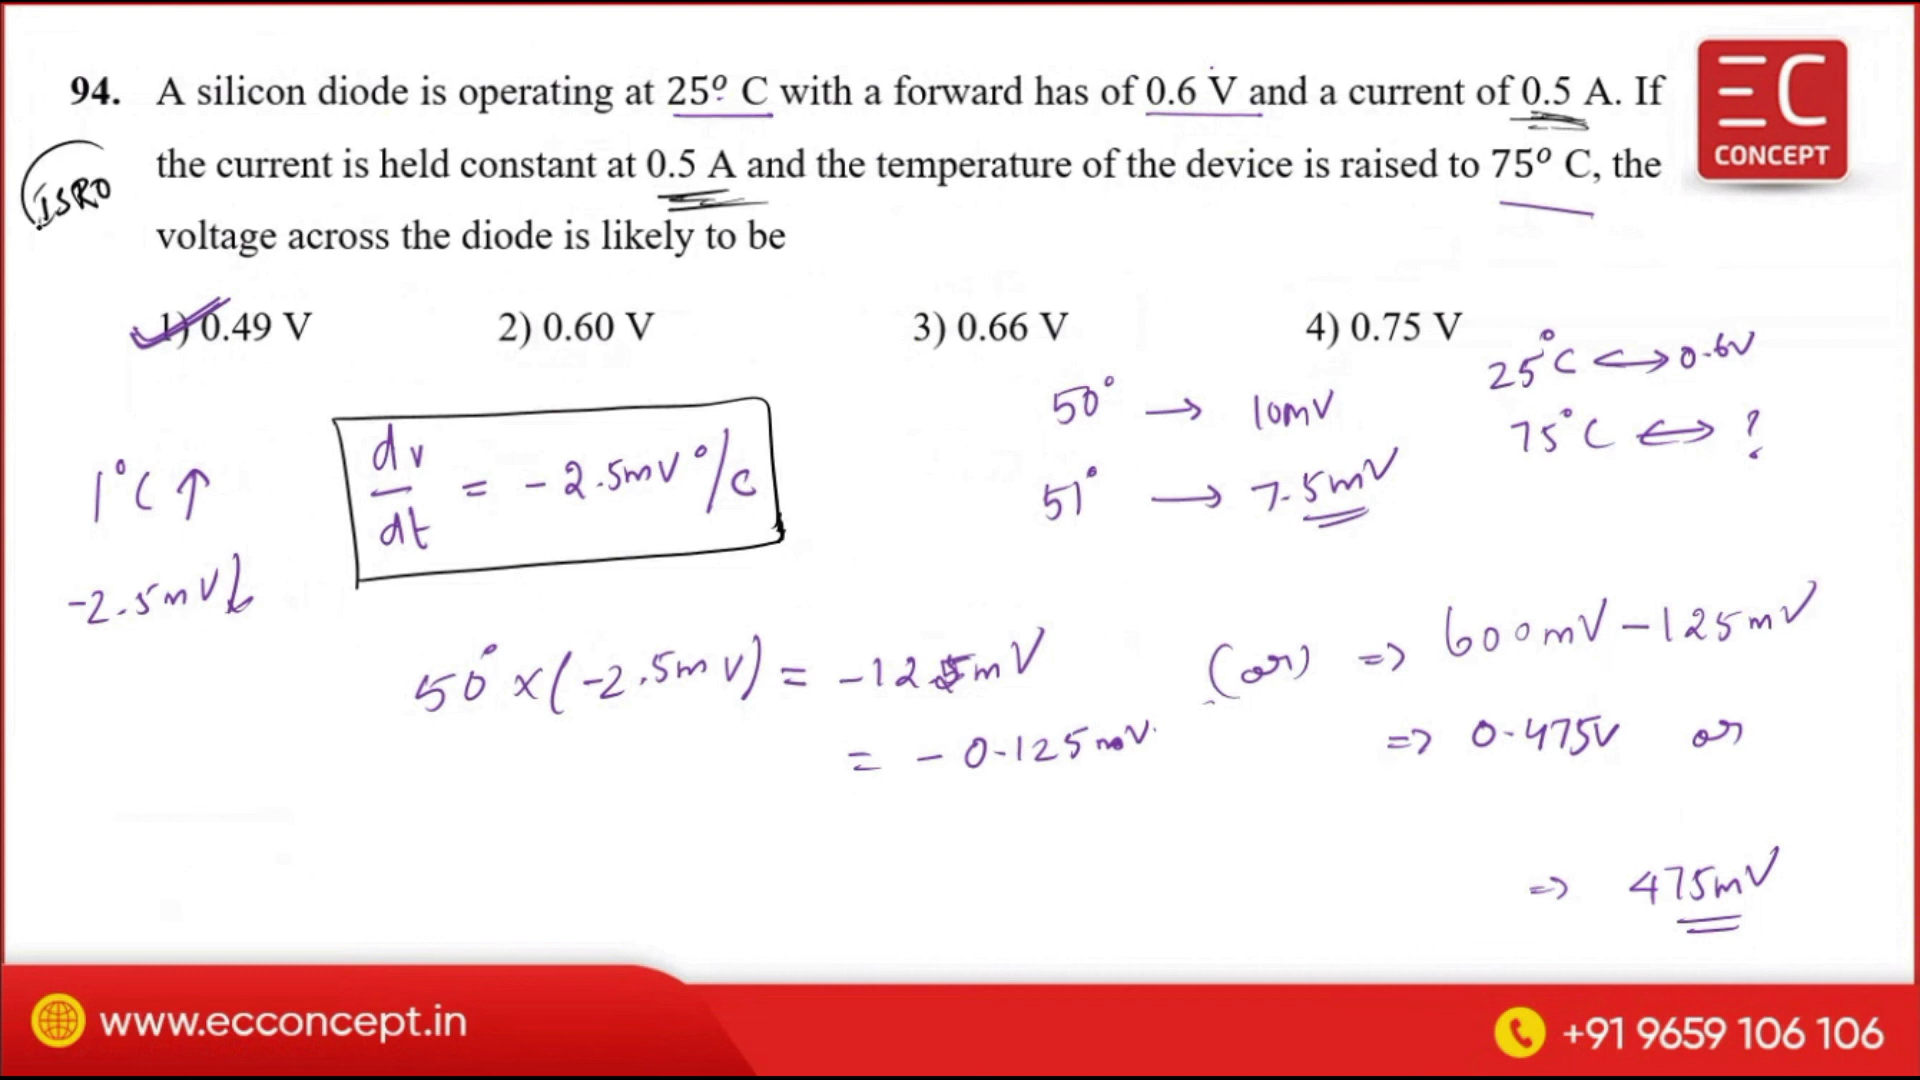 94. A silicon diode is operating at 25° C with a forward has of 0.6 V and a current of 0.5 A. If
the current is held constant at 0.5 A and the temperature of the device is raised to 75° C, the
voltage across the diode is likely to be
EC
CONCEPT
ISRO
1) 0.49 V 2) 0.60 V 3) 0.66 V 4) 0.75 V
25°C ↔ 0.6V
75°C ↔ ?
50° → 10mV
51° → 7.5mV
1°C ↑
-2.5mV↓
dv/dt = -2.5mV°/c
50° x (-2.5mV) = -125mV
= -0.125 V.
(or) => 600mV - 125mV
=> 0.475V or
=> 475mV
www.ecconcept.in
+91 9659 106 106